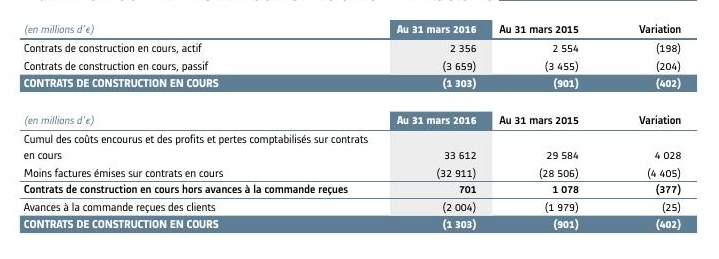 (en millions d'€) Au 31 mars 2016 Au 31 mars 2015 Variation
Contrats de construction en cours, actif 2 356 2 554 (198)
Contrats de construction en cours, passif (3 659) (3 455) (204)
CONTRATS DE CONSTRUCTION EN COURS (1 303) (901) (402)
(en millions d'€) Au 31 mars 2016 Au 31 mars 2015 Variation
Cumul des coûts encourus et des profits et pertes comptabilisés sur contrats
en cours 33 612 29 584 4 028
Moins factures émises sur contrats en cours (32 911) (28 506) (4 405)
Contrats de construction en cours hors avances à la commande reçues 701 1 078 (377)
Avances à la commande reçues des clients (2 004) (1 979) (25)
CONTRATS DE CONSTRUCTION EN COURS (1 303) (901) (402)